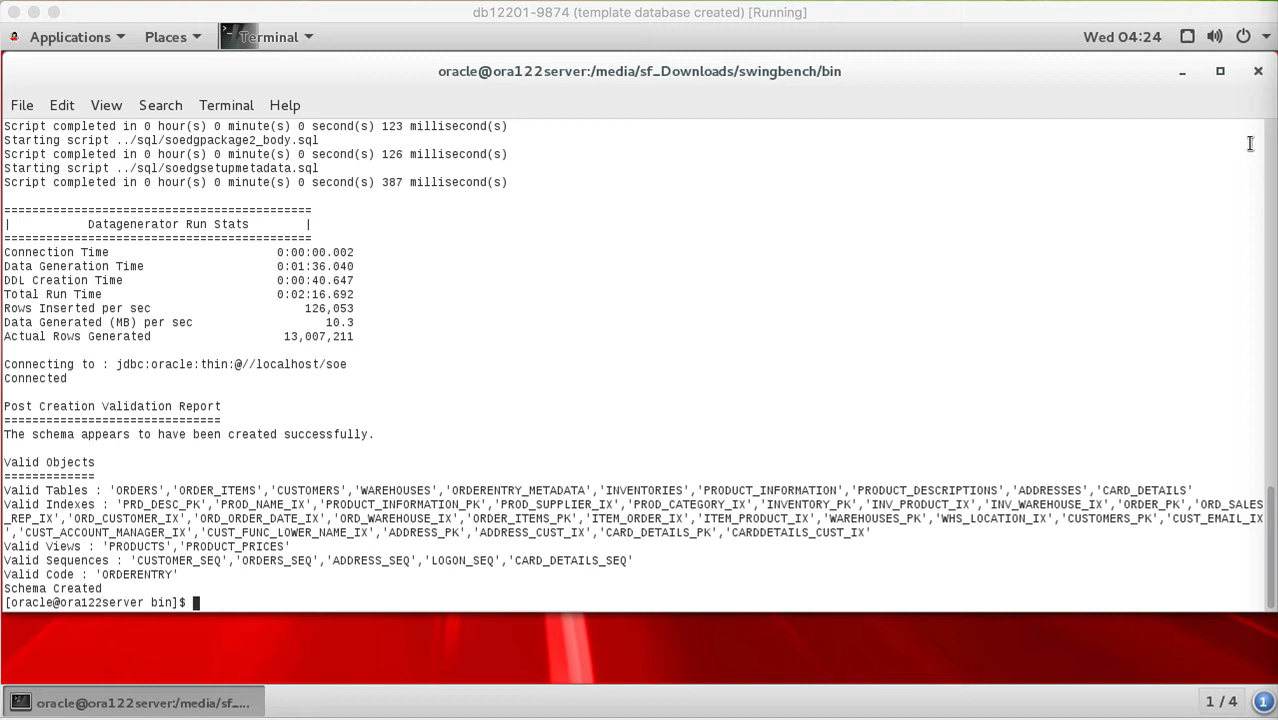 db12201-9874 (template database created) [Running]
Applications Places Terminal Wed 04:24
oracle@ora122server:/media/sf_Downloads/swingbench/bin
File Edit View Search Terminal Help
Script completed in 0 hour(s) 0 minute(s) 0 second(s) 123 millisecond(s)
Starting script ../sql/soedgpackage2_body.sql
Script completed in 0 hour(s) 0 minute(s) 0 second(s) 126 millisecond(s)
Starting script ../sql/soedgsetupmetadata.sql
Script completed in 0 hour(s) 0 minute(s) 0 second(s) 387 millisecond(s)
============================================
| Datagenerator Run Stats |
============================================
Connection Time 0:00:00.002
Data Generation Time 0:01:36.040
DDL Creation Time 0:00:40.647
Total Run Time 0:02:16.692
Rows Inserted per sec 126,053
Data Generated (MB) per sec 10.3
Actual Rows Generated 13,007,211
Connecting to : jdbc:oracle:thin:@//localhost/soe
Connected
Post Creation Validation Report
===============================
The schema appears to have been created successfully.
Valid Objects
=============
Valid Tables : 'ORDERS','ORDER_ITEMS','CUSTOMERS','WAREHOUSES','ORDERENTRY_METADATA','INVENTORIES','PRODUCT_INFORMATION','PRODUCT_DESCRIPTIONS','ADDRESSES','CARD_DETAILS'
Valid Indexes : 'PRD_DESC_PK','PROD_NAME_IX','PRODUCT_INFORMATION_PK','PROD_SUPPLIER_IX','PROD_CATEGORY_IX','INVENTORY_PK','INV_PRODUCT_IX','INV_WAREHOUSE_IX','ORDER_PK','ORD_SALES
_REP_IX','ORD_CUSTOMER_IX','ORD_ORDER_DATE_IX','ORD_WAREHOUSE_IX','ORDER_ITEMS_PK','ITEM_ORDER_IX','ITEM_PRODUCT_IX','WAREHOUSES_PK','WHS_LOCATION_IX','CUSTOMERS_PK','CUST_EMAIL_IX
','CUST_ACCOUNT_MANAGER_IX','CUST_FUNC_LOWER_NAME_IX','ADDRESS_PK','ADDRESS_CUST_IX','CARD_DETAILS_PK','CARDDETAILS_CUST_IX'
Valid Views : 'PRODUCTS','PRODUCT_PRICES'
Valid Sequences : 'CUSTOMER_SEQ','ORDERS_SEQ','ADDRESS_SEQ','LOGON_SEQ','CARD_DETAILS_SEQ'
Valid Code : 'ORDERENTRY'
Schema Created
[oracle@ora122server bin]$
oracle@ora122server:/media/sf_... 1 / 4 1